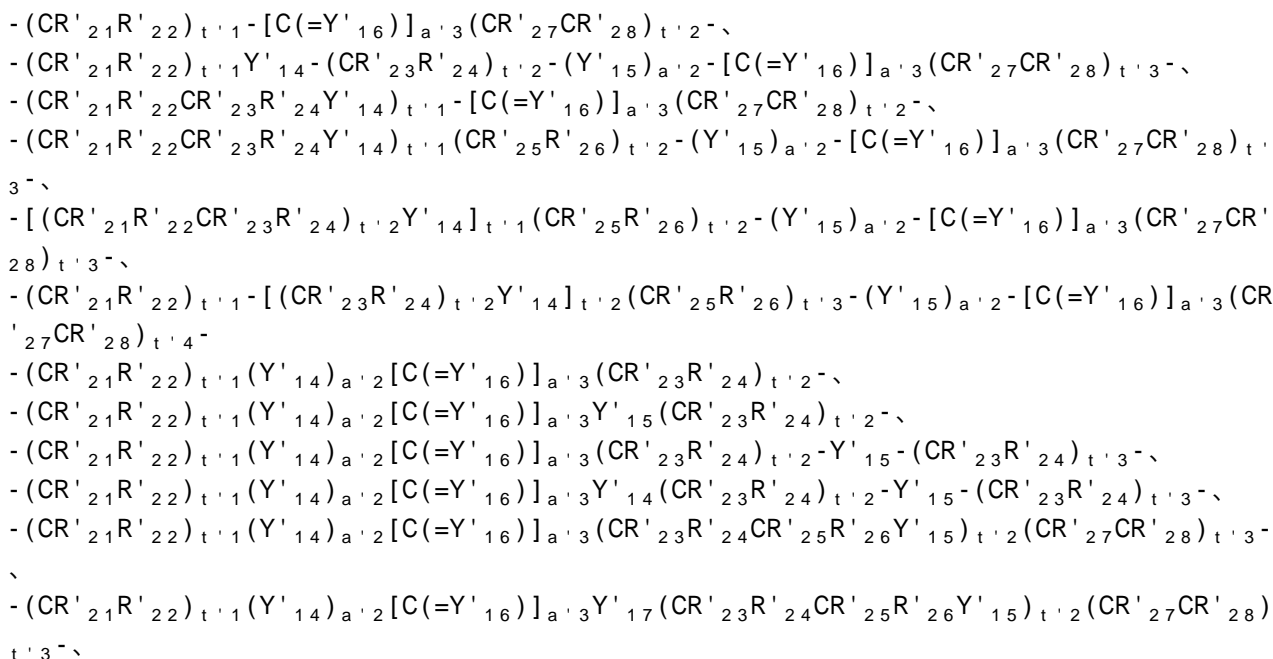 -(CR'₂₁R'₂₂)ₜ'₁-[C(=Y'₁₆)]ₐ'₃(CR'₂₇CR'₂₈)ₜ'₂-、
-(CR'₂₁R'₂₂)ₜ'₁Y'₁₄-(CR'₂₃R'₂₄)ₜ'₂-(Y'₁₅)ₐ'₂-[C(=Y'₁₆)]ₐ'₃(CR'₂₇CR'₂₈)ₜ'₃-、
-(CR'₂₁R'₂₂CR'₂₃R'₂₄Y'₁₄)ₜ'₁-[C(=Y'₁₆)]ₐ'₃(CR'₂₇CR'₂₈)ₜ'₂-、
-(CR'₂₁R'₂₂CR'₂₃R'₂₄Y'₁₄)ₜ'₁(CR'₂₅R'₂₆)ₜ'₂-(Y'₁₅)ₐ'₂-[C(=Y'₁₆)]ₐ'₃(CR'₂₇CR'₂₈)ₜ'
₃-、
-[(CR'₂₁R'₂₂CR'₂₃R'₂₄)ₜ'₂Y'₁₄]ₜ'₁(CR'₂₅R'₂₆)ₜ'₂-(Y'₁₅)ₐ'₂-[C(=Y'₁₆)]ₐ'₃(CR'₂₇CR'
₂₈)ₜ'₃-、
-(CR'₂₁R'₂₂)ₜ'₁-[(CR'₂₃R'₂₄)ₜ'₂Y'₁₄]ₜ'₂(CR'₂₅R'₂₆)ₜ'₃-(Y'₁₅)ₐ'₂-[C(=Y'₁₆)]ₐ'₃(CR
'₂₇CR'₂₈)ₜ'₄-
-(CR'₂₁R'₂₂)ₜ'₁(Y'₁₄)ₐ'₂[C(=Y'₁₆)]ₐ'₃(CR'₂₃R'₂₄)ₜ'₂-、
-(CR'₂₁R'₂₂)ₜ'₁(Y'₁₄)ₐ'₂[C(=Y'₁₆)]ₐ'₃Y'₁₅(CR'₂₃R'₂₄)ₜ'₂-、
-(CR'₂₁R'₂₂)ₜ'₁(Y'₁₄)ₐ'₂[C(=Y'₁₆)]ₐ'₃(CR'₂₃R'₂₄)ₜ'₂-Y'₁₅-(CR'₂₃R'₂₄)ₜ'₃-、
-(CR'₂₁R'₂₂)ₜ'₁(Y'₁₄)ₐ'₂[C(=Y'₁₆)]ₐ'₃Y'₁₄(CR'₂₃R'₂₄)ₜ'₂-Y'₁₅-(CR'₂₃R'₂₄)ₜ'₃-、
-(CR'₂₁R'₂₂)ₜ'₁(Y'₁₄)ₐ'₂[C(=Y'₁₆)]ₐ'₃(CR'₂₃R'₂₄CR'₂₅R'₂₆Y'₁₅)ₜ'₂(CR'₂₇CR'₂₈)ₜ'₃-
、
-(CR'₂₁R'₂₂)ₜ'₁(Y'₁₄)ₐ'₂[C(=Y'₁₆)]ₐ'₃Y'₁₇(CR'₂₃R'₂₄CR'₂₅R'₂₆Y'₁₅)ₜ'₂(CR'₂₇CR'₂₈)
ₜ'₃-、